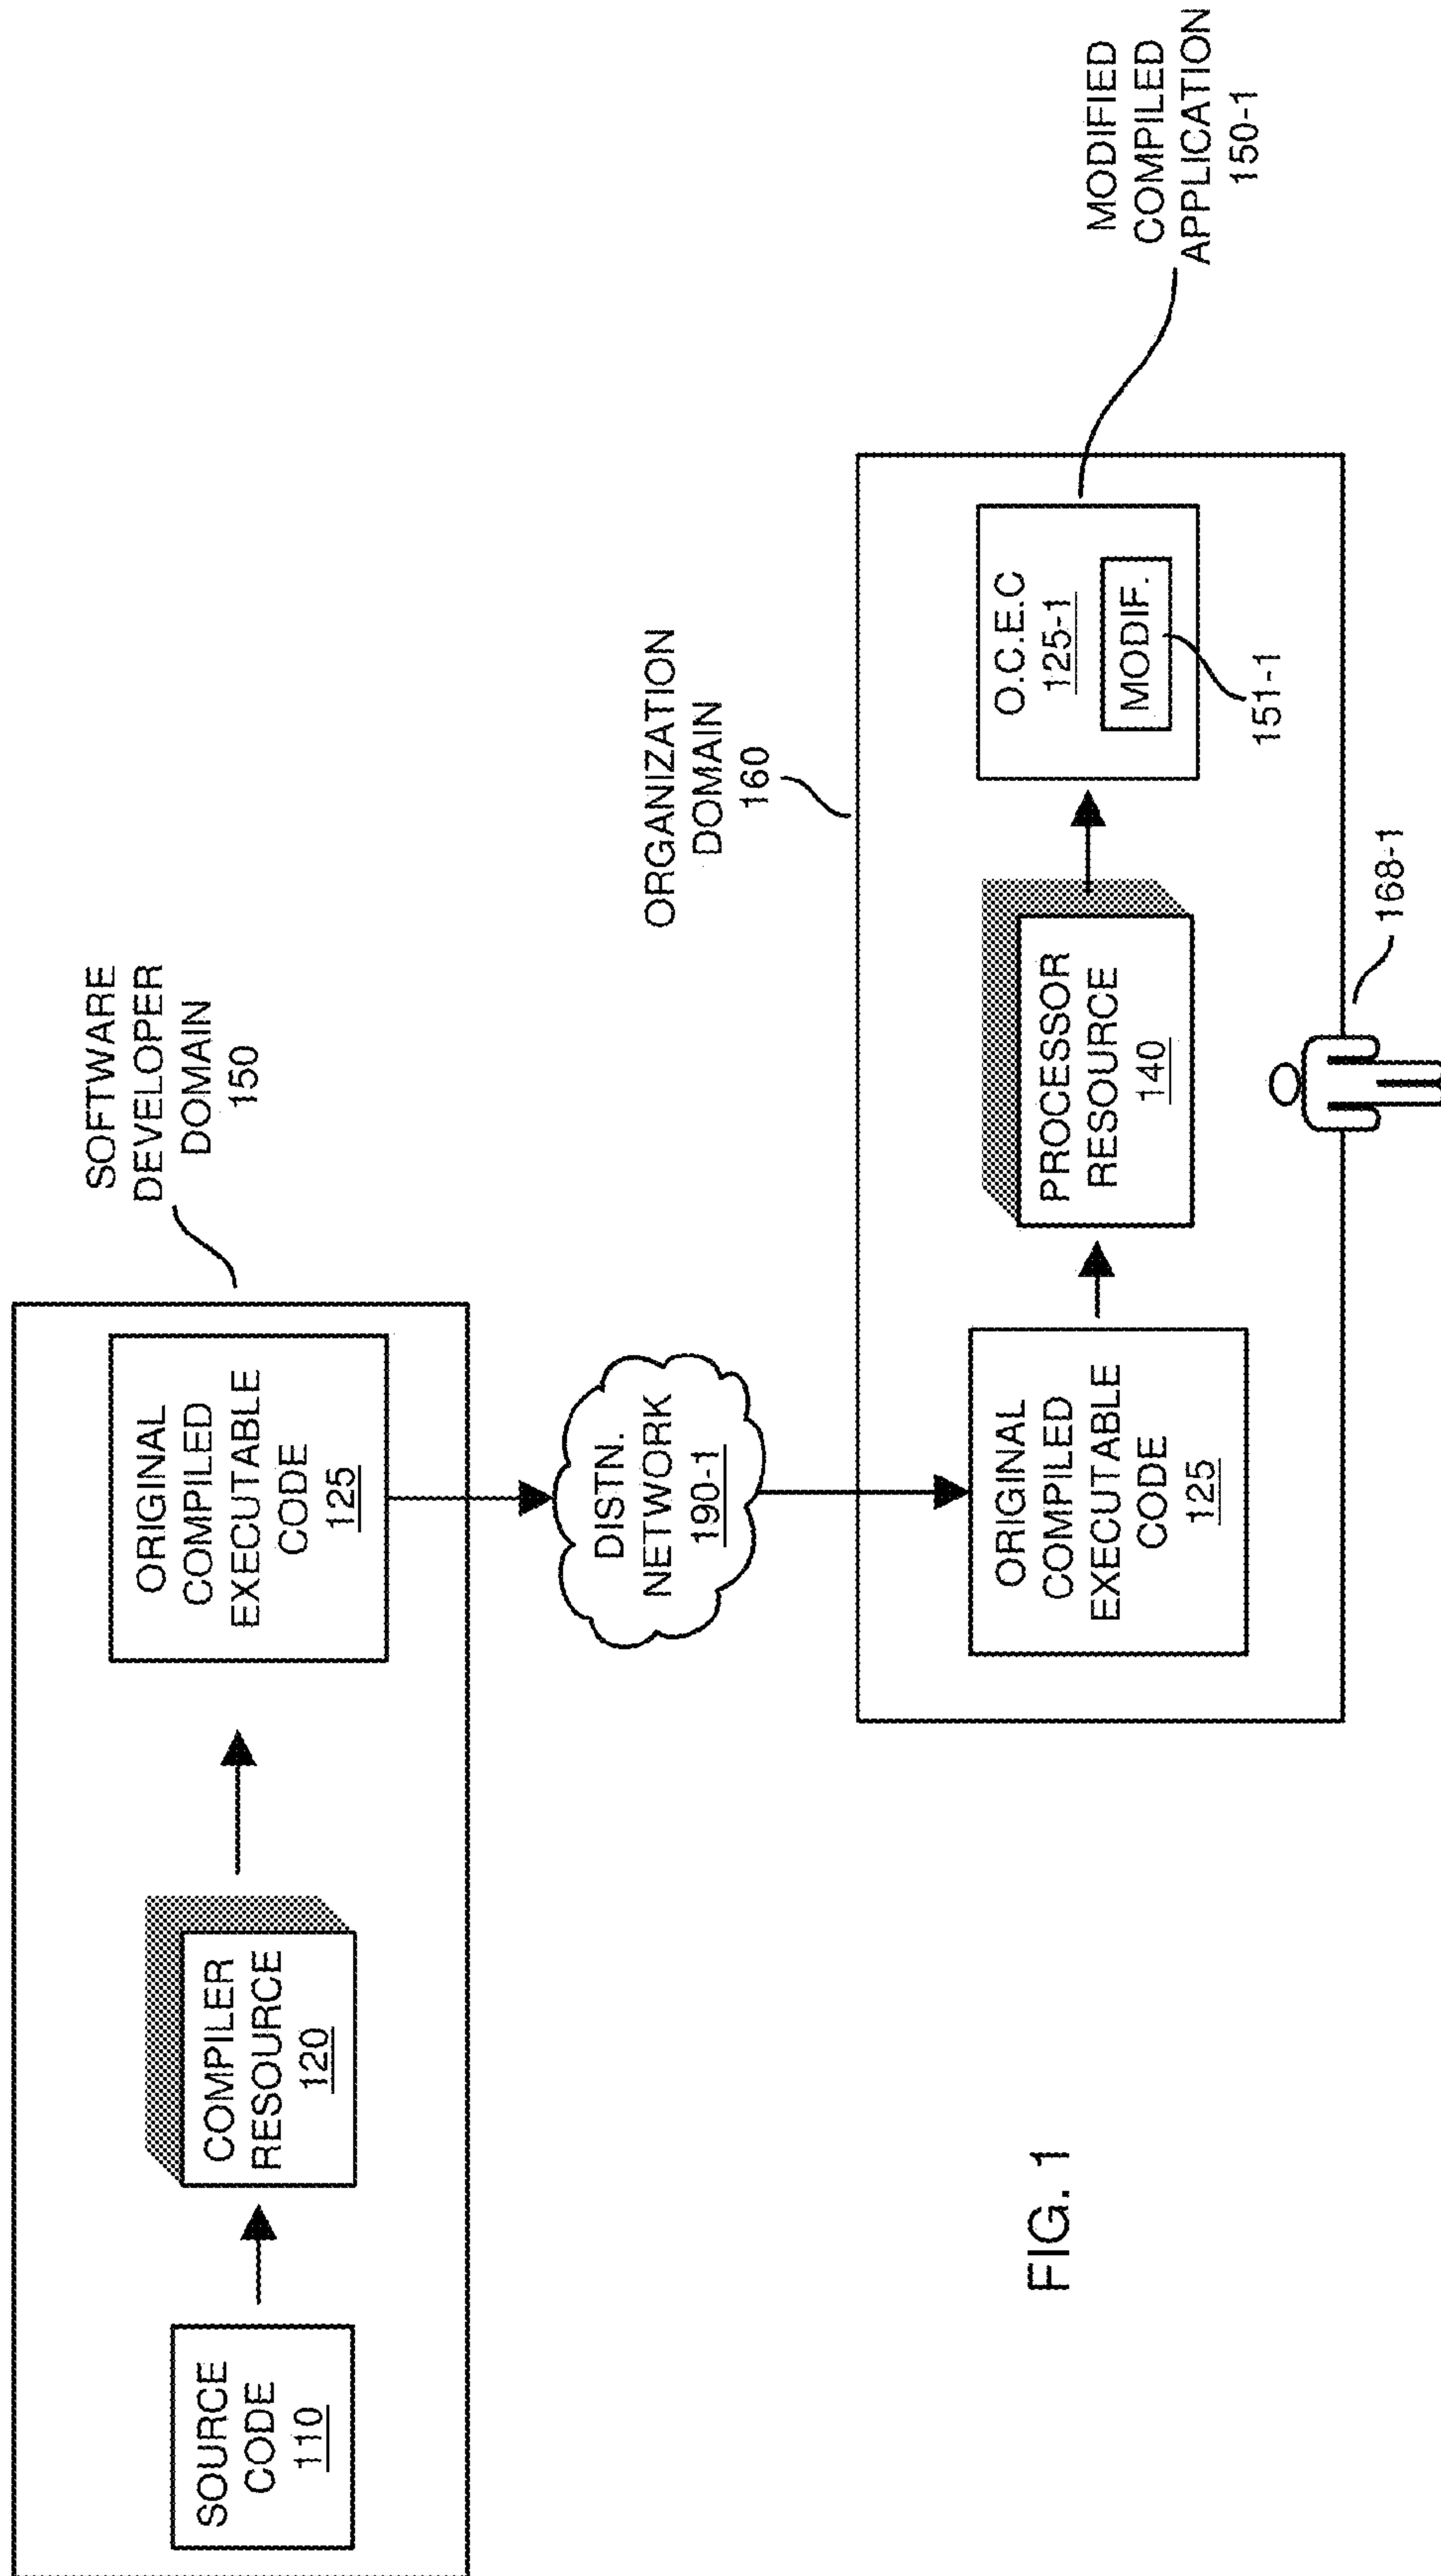 SOFTWARE
DEVELOPER
DOMAIN
150
SOURCE
CODE
110
COMPILER
RESOURCE
120
ORIGINAL
COMPILED
EXECUTABLE
CODE
125
DISTN.
NETWORK
190-1
ORGANIZATION
DOMAIN
160
ORIGINAL
COMPILED
EXECUTABLE
CODE
125
PROCESSOR
RESOURCE
140
O.C.E.C
125-1
MODIF.
151-1
MODIFIED
COMPILED
APPLICATION
150-1
168-1
FIG. 1